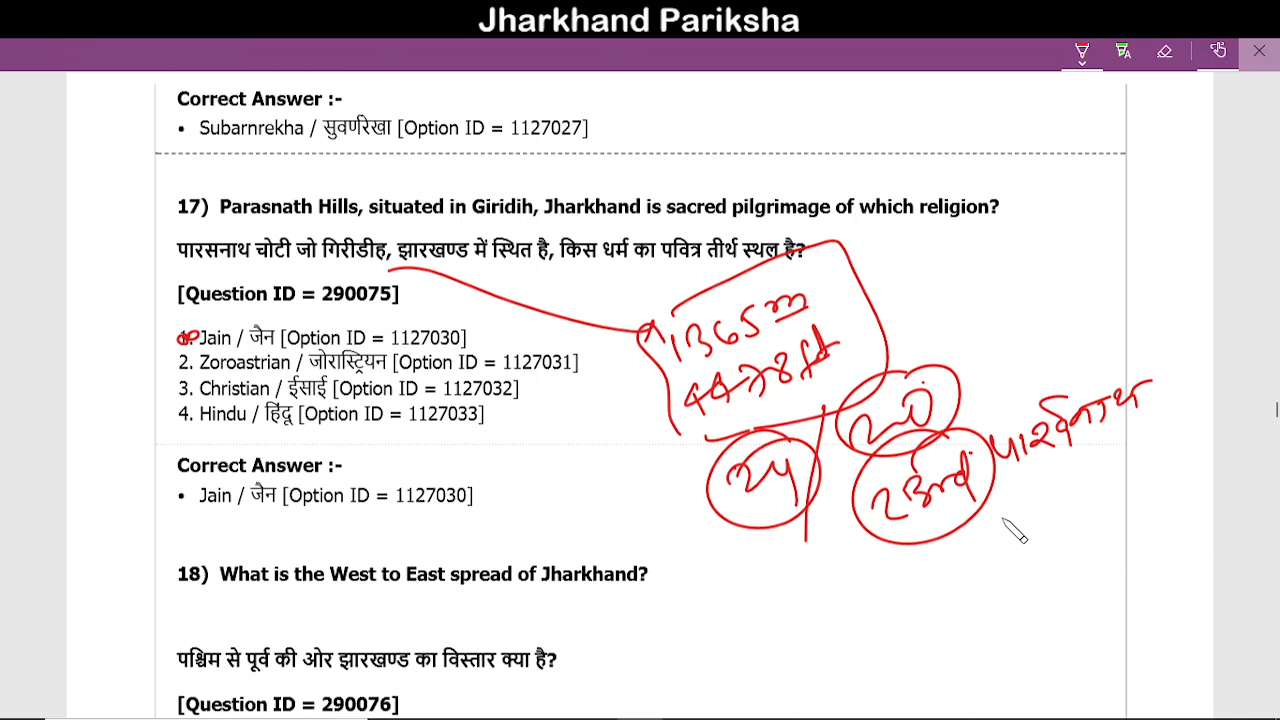 Jharkhand Pariksha
Correct Answer :-
• Subarnrekha / सुवर्णरेखा [Option ID = 1127027]
17) Parasnath Hills, situated in Giridih, Jharkhand is sacred pilgrimage of which religion?
पारसनाथ चोटी जो गिरीडीह, झारखण्ड में स्थित है, किस धर्म का पवित्र तीर्थ स्थल है?
[Question ID = 290075]
1365 m
1. Jain / जैन [Option ID = 1127030]
2. Zoroastrian / जोरास्ट्रियन [Option ID = 1127031]
4478 ft
3. Christian / ईसाई [Option ID = 1127032]
4. Hindu / हिंदू [Option ID = 1127033]
20
पार्श्वनाथ
Correct Answer :-
24
23
• Jain / जैन [Option ID = 1127030]
18) What is the West to East spread of Jharkhand?
पश्चिम से पूर्व की ओर झारखण्ड का विस्तार क्या है?
[Question ID = 290076]